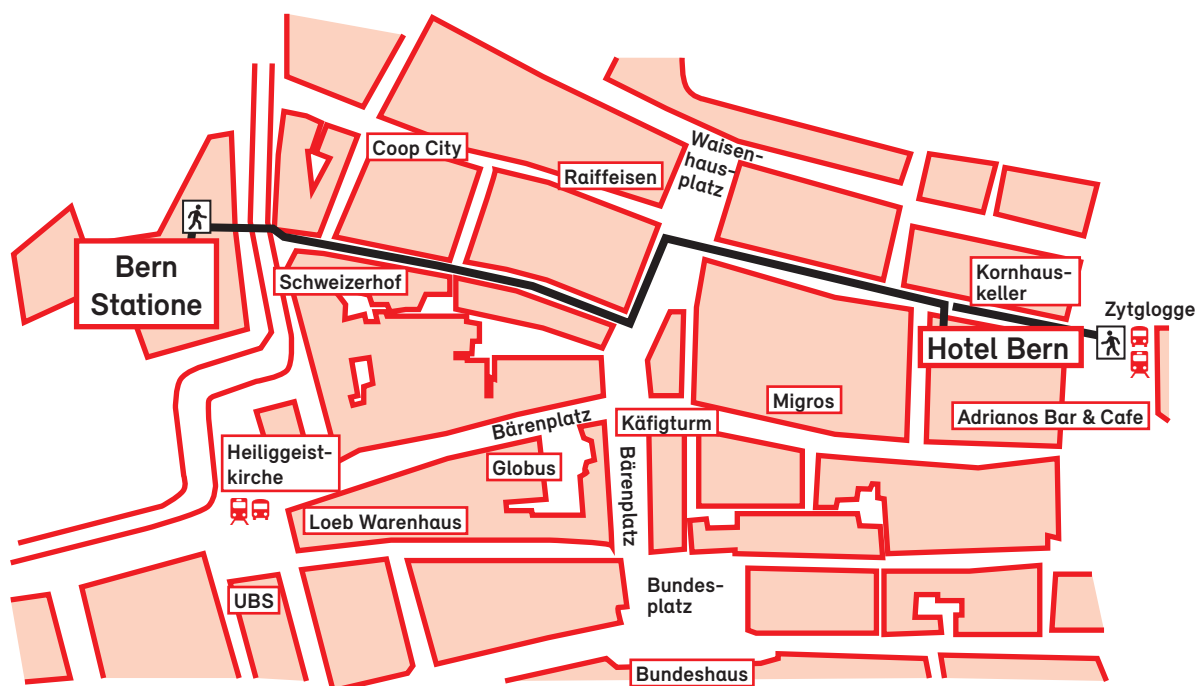 Coop City
Raiffeisen
Waisen-
haus-
platz
Bern
Statione
Schweizerhof
Kornhaus-
keller
Zytglogge
Hotel Bern
Migros
Adrianos Bar & Cafe
Käfigturm
Bärenplatz
Heiliggeist-
kirche
Globus
Bärenplatz
Loeb Warenhaus
UBS
Bundes-
platz
Bundeshaus